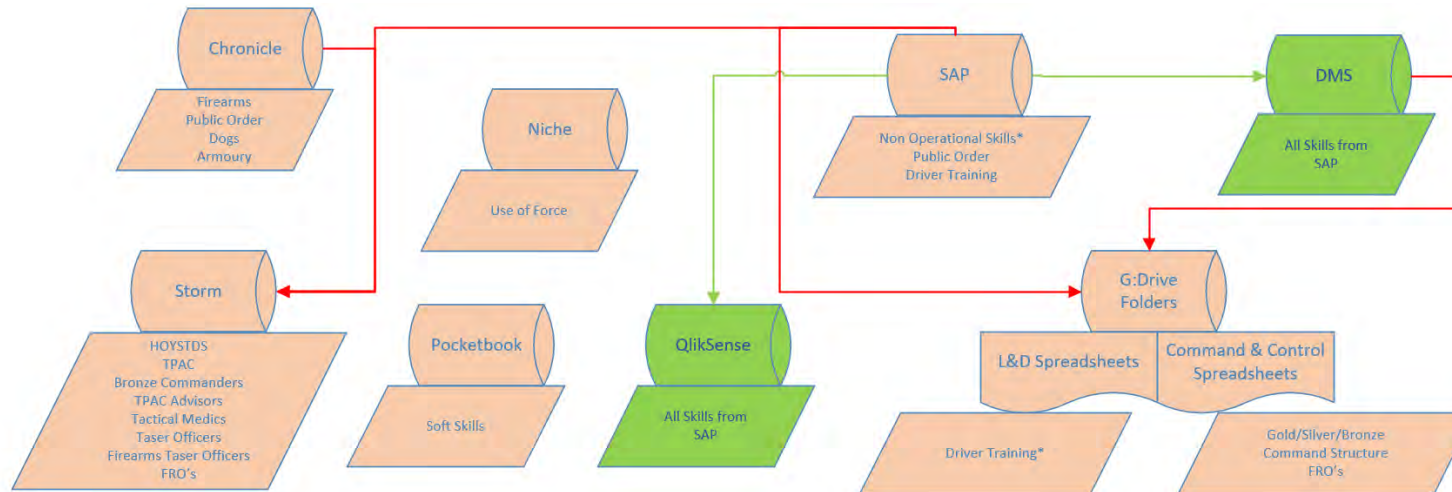 Chronicle
Firearms
Public Order
Dogs
Armoury
Niche
Use of Force
SAP
Non Operational Skills*
Public Order
Driver Training
DMS
All Skills from
SAP
Storm
HOYSTDS
TPAC
Bronze Commanders
TPAC Advisors
Tactical Medics
Taser Officers
Firearms Taser Officers
FRO's
Pocketbook
Soft Skills
QlikSense
All Skills from
SAP
G:Drive
Folders
L&D Spreadsheets
Command & Control
Spreadsheets
Driver Training*
Gold/Silver/Bronze
Command Structure
FRO's